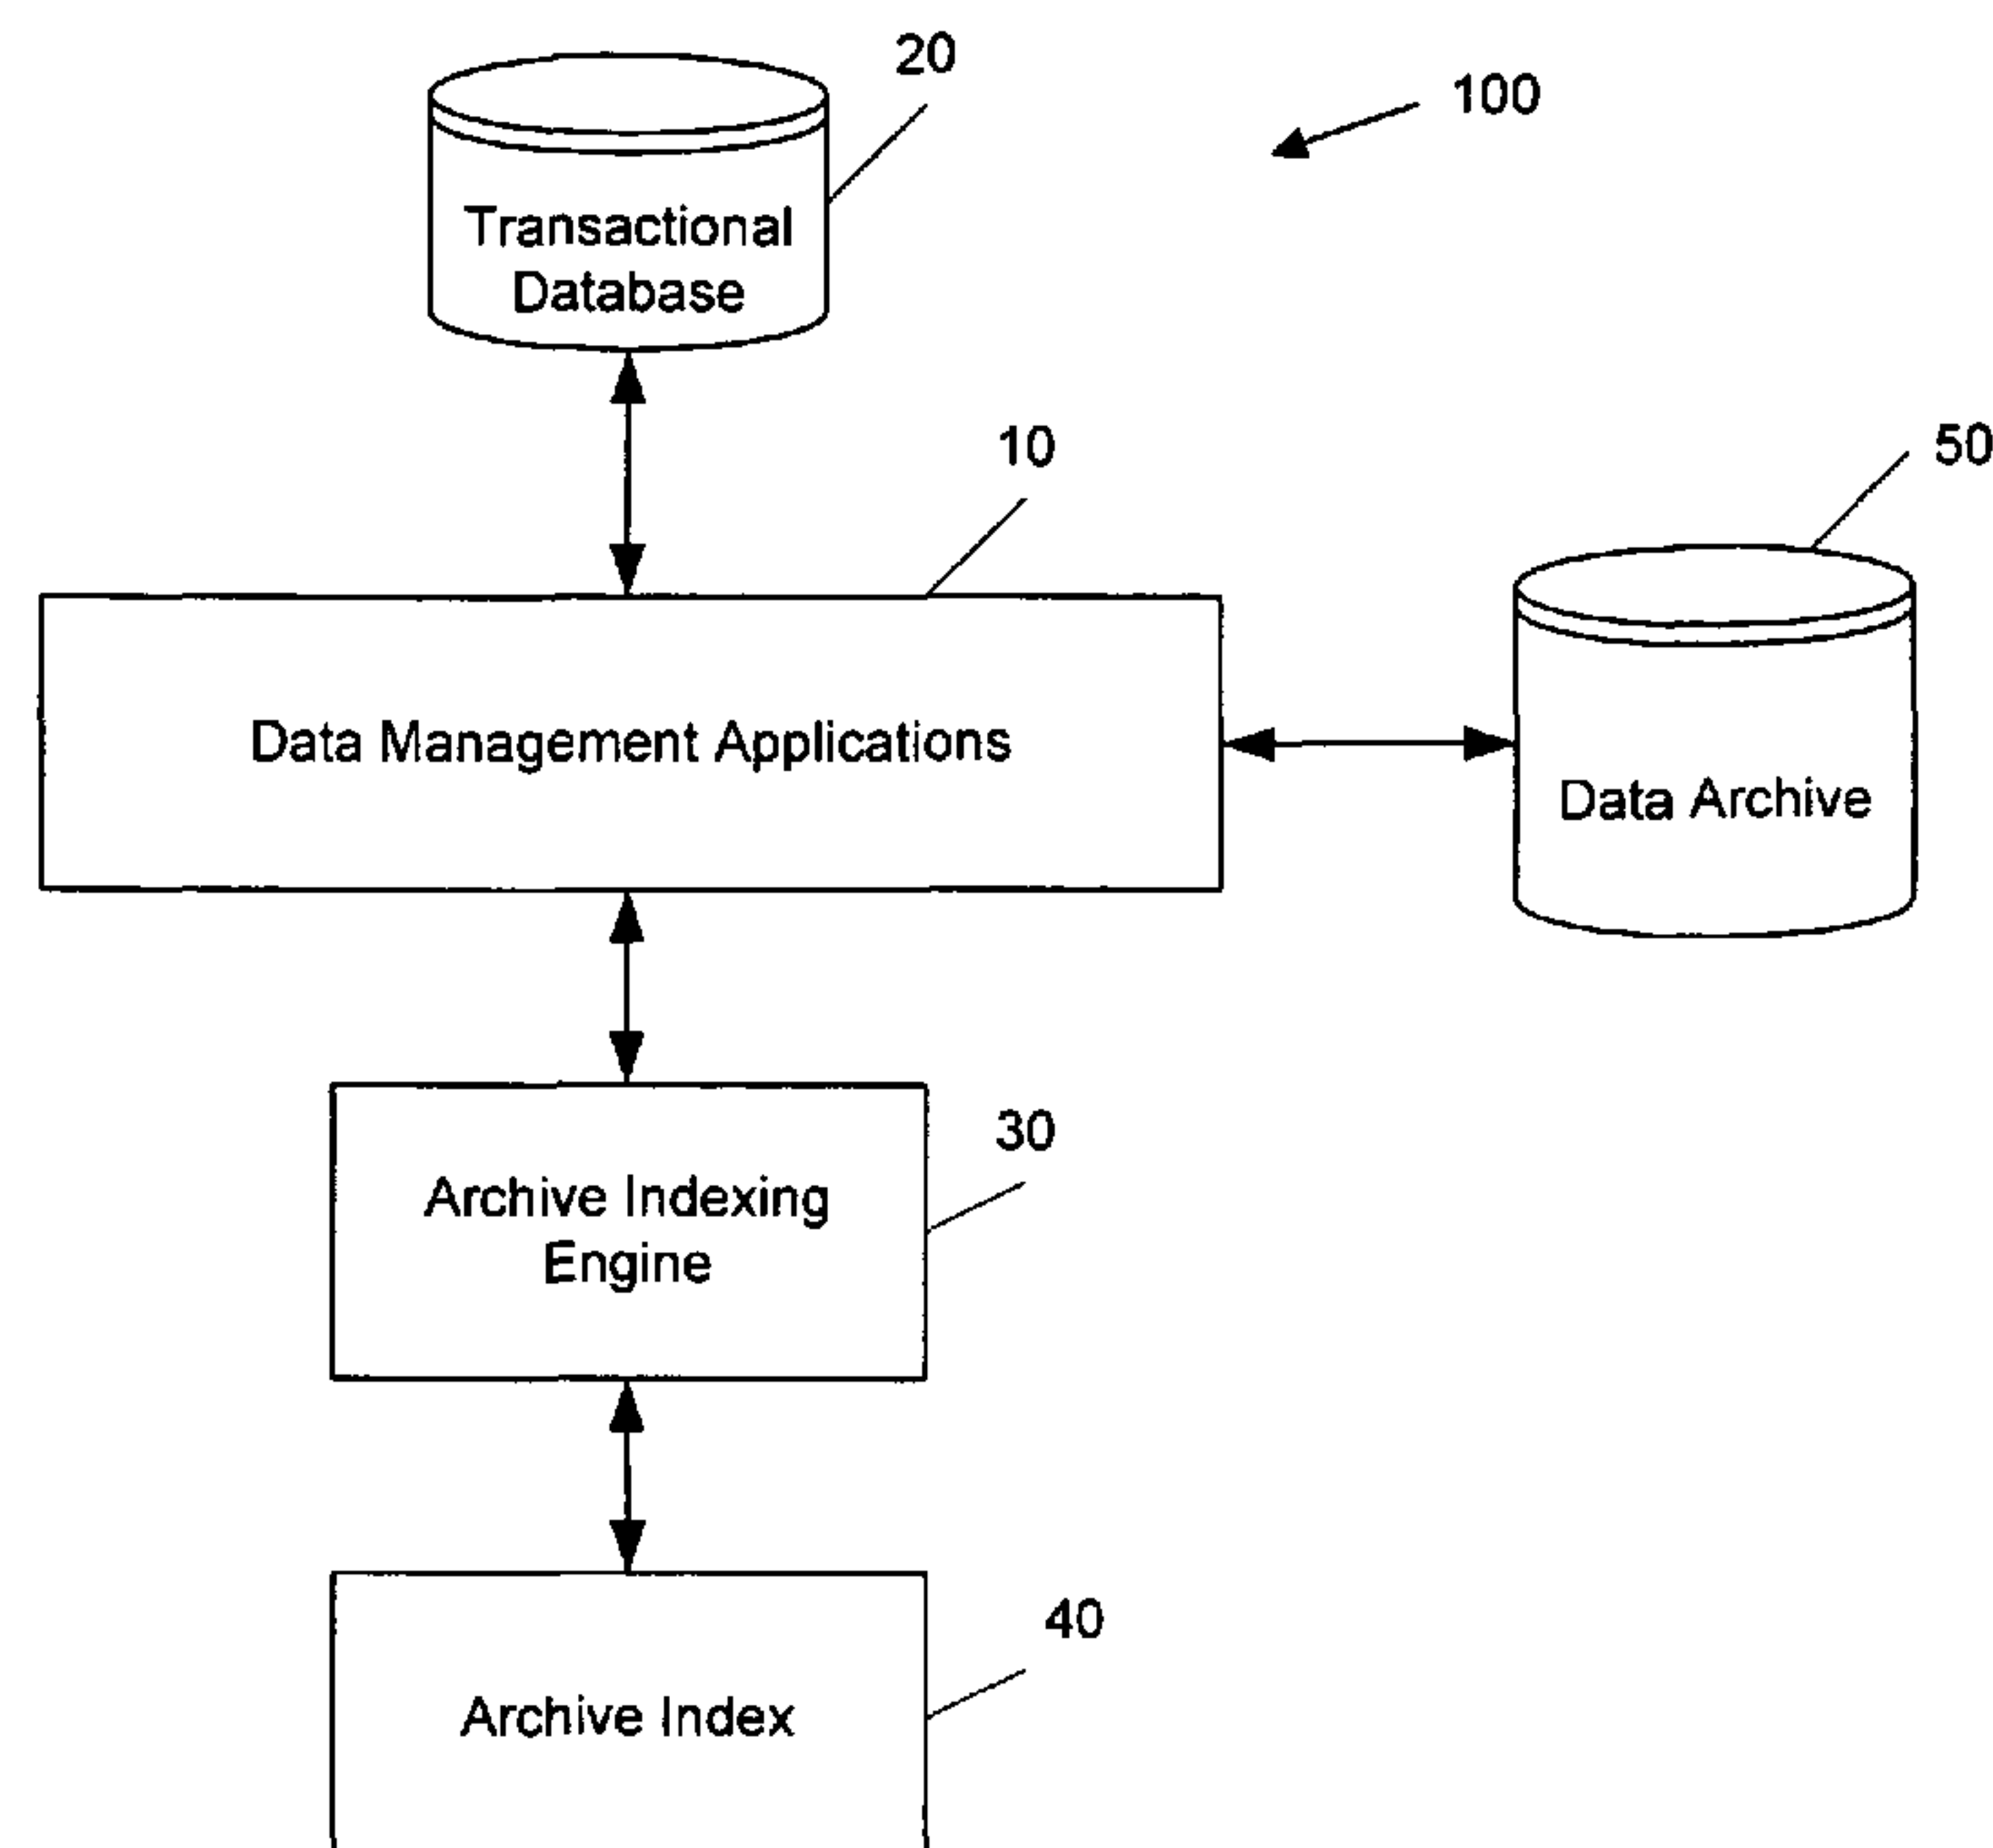 20
100
Transactional
Database
10
50
Data Management Applications
Data Archive
30
Archive Indexing
Engine
40
Archive Index